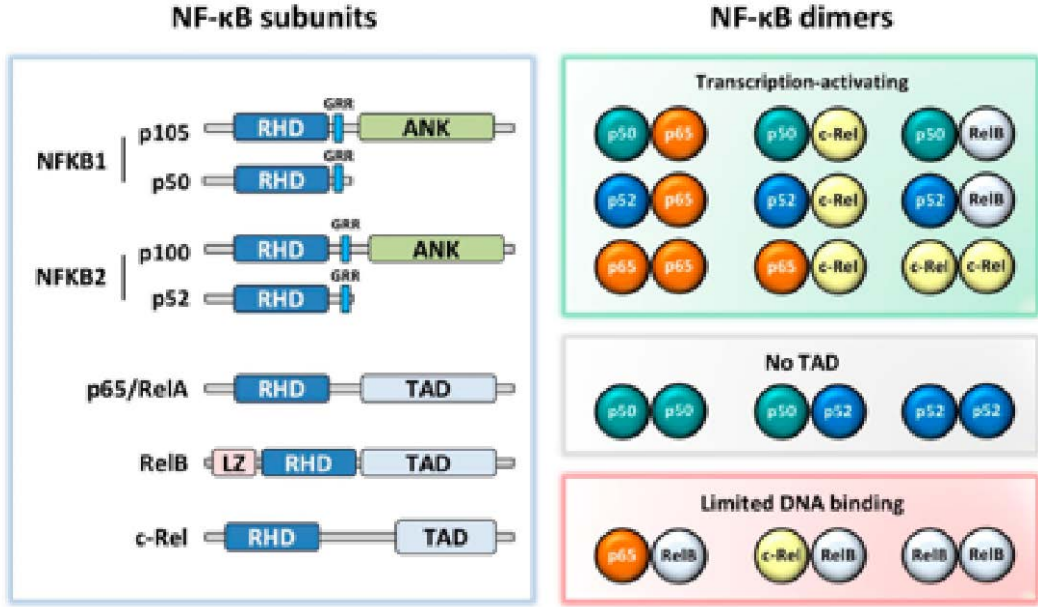 NF-κB subunits
GRR
p105 RHD ANK
NFKB1
GRR
p50 RHD
GRR
p100 RHD ANK
NFKB2
GRR
p52 RHD
p65/RelA RHD TAD
RelB LZ RHD TAD
c-Rel RHD TAD
NF-κB dimers
Transcription-activating
p50 p65 p50 c-Rel p50 RelB
p52 p65 p52 c-Rel p52 RelB
p65 p65 p65 c-Rel c-Rel c-Rel
No TAD
p50 p50 p50 p52 p52 p52
Limited DNA binding
p65 RelB c-Rel RelB RelB RelB